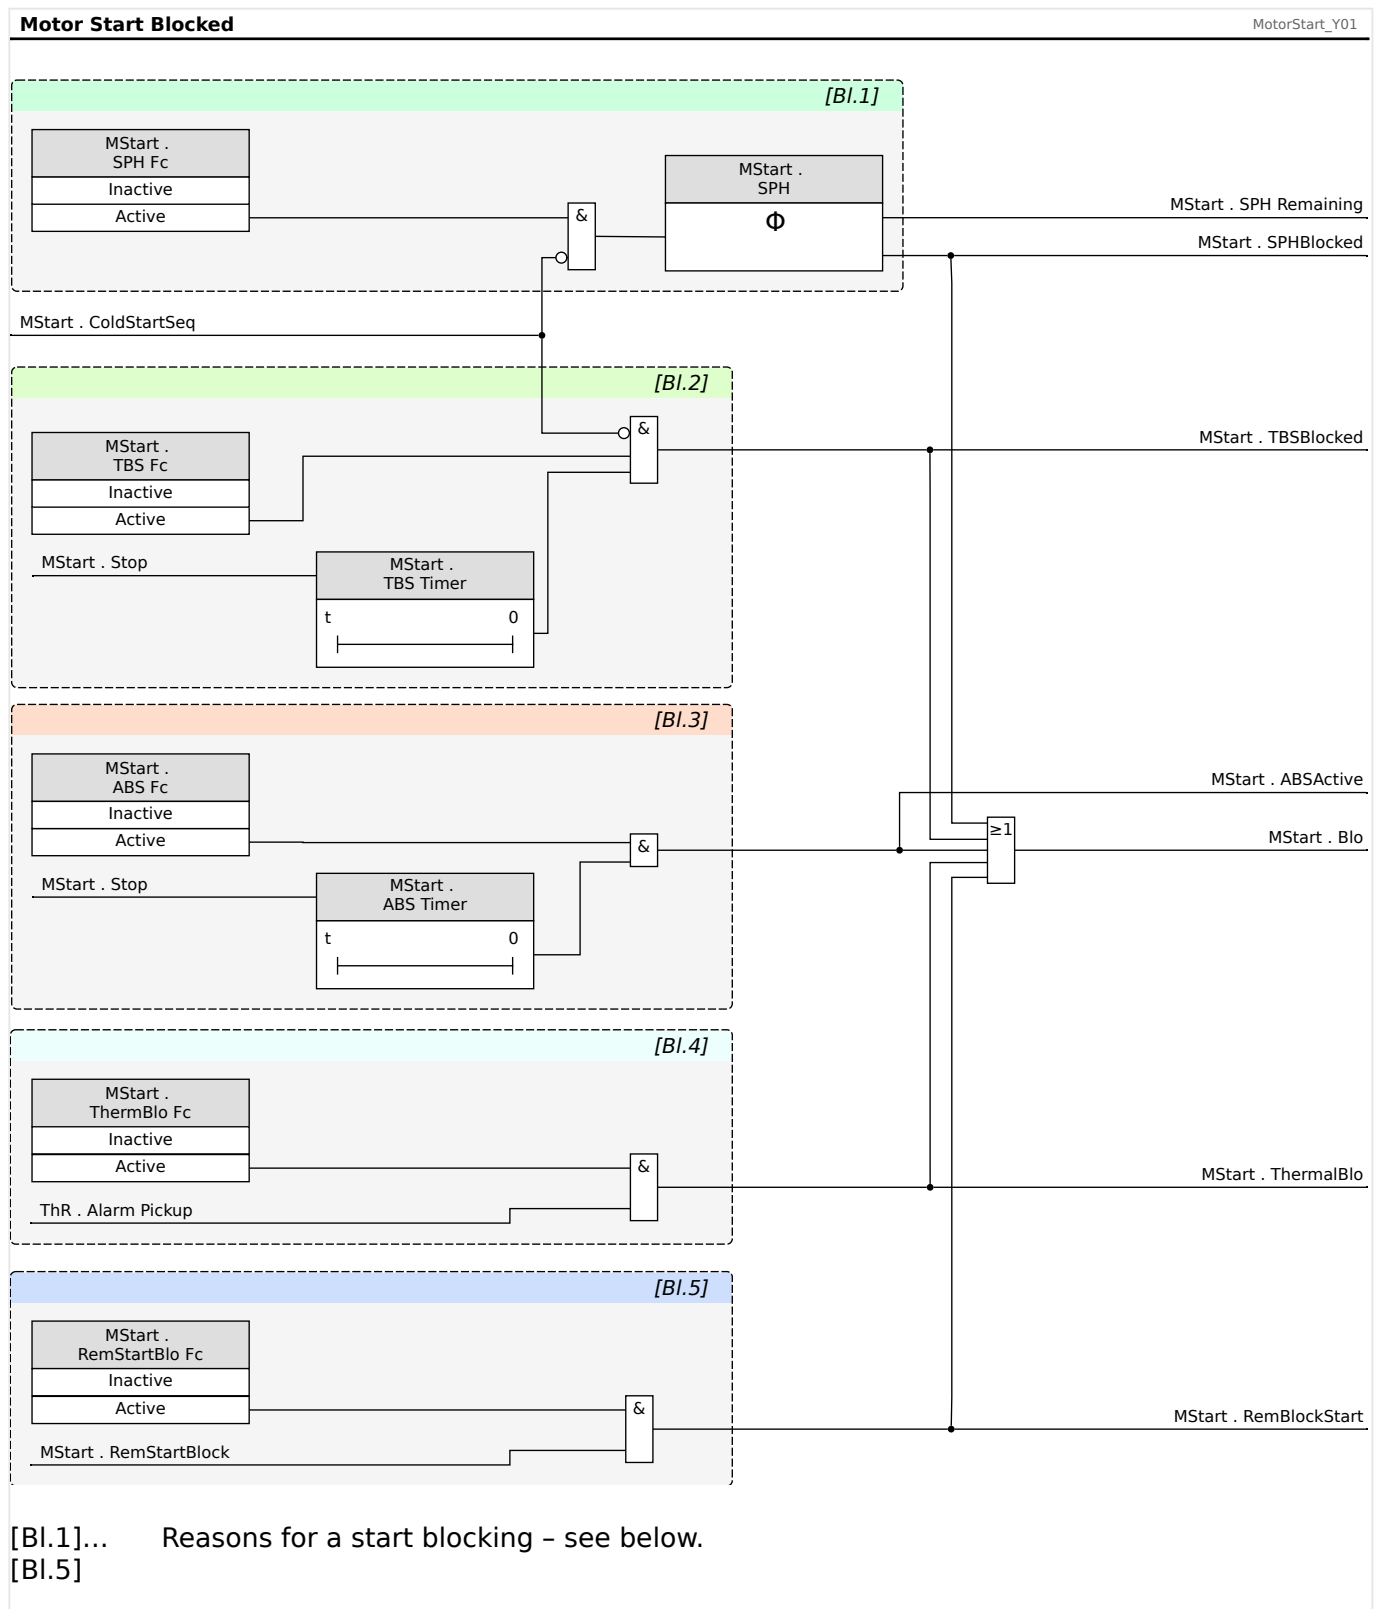 Motor Start Blocked
MotorStart_Y01
[Bl.1]
MStart .
SPH Fc
Inactive
Active
&
MStart .
SPH
Φ
MStart . SPH Remaining
MStart . SPHBlocked
MStart . ColdStartSeq
[Bl.2]
MStart .
TBS Fc
Inactive
Active
&
MStart . TBSBlocked
MStart . Stop
MStart .
TBS Timer
t 0
[Bl.3]
MStart .
ABS Fc
Inactive
Active
&
MStart . ABSActive
≥1
MStart . Blo
MStart . Stop
MStart .
ABS Timer
t 0
[Bl.4]
MStart .
ThermBlo Fc
Inactive
Active
&
MStart . ThermalBlo
ThR . Alarm Pickup
[Bl.5]
MStart .
RemStartBlo Fc
Inactive
Active
&
MStart . RemBlockStart
MStart . RemStartBlock
[Bl.1]... Reasons for a start blocking – see below.
[Bl.5]